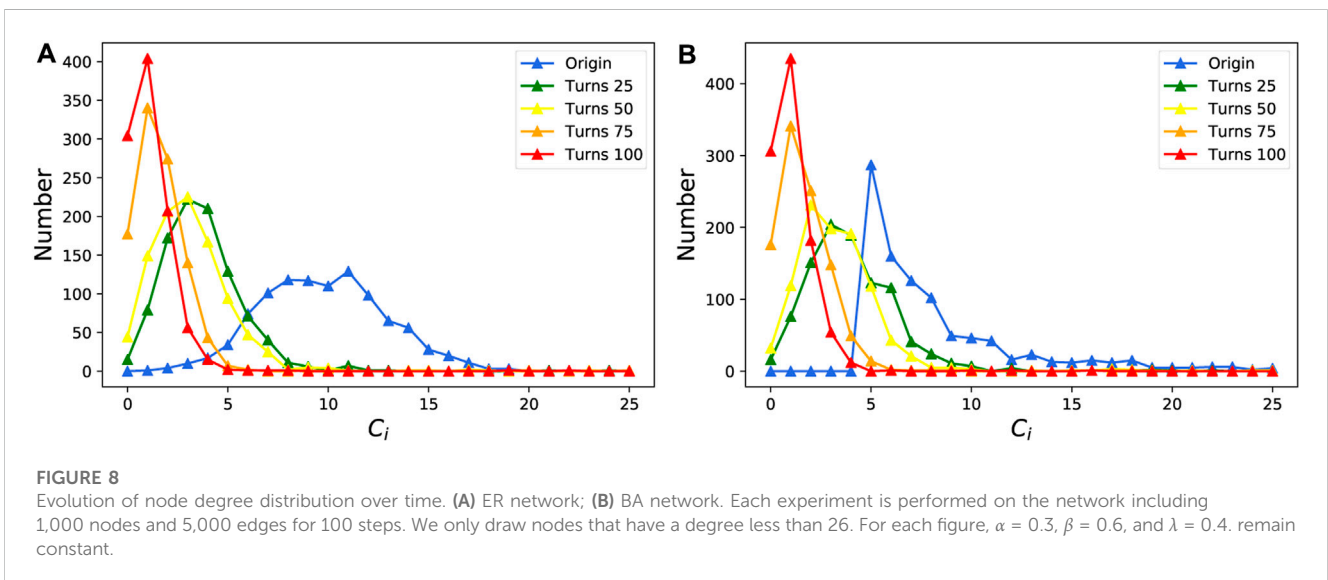 A
B
Number
400
350
300
250
200
150
100
50
0
0 5 10 15 20 25
C_i
Origin
Turns 25
Turns 50
Turns 75
Turns 100
Number
400
300
200
100
0
0 5 10 15 20 25
C_i
Origin
Turns 25
Turns 50
Turns 75
Turns 100
FIGURE 8
Evolution of node degree distribution over time. (A) ER network; (B) BA network. Each experiment is performed on the network including
1,000 nodes and 5,000 edges for 100 steps. We only draw nodes that have a degree less than 26. For each figure, α = 0.3, β = 0.6, and λ = 0.4. remain
constant.